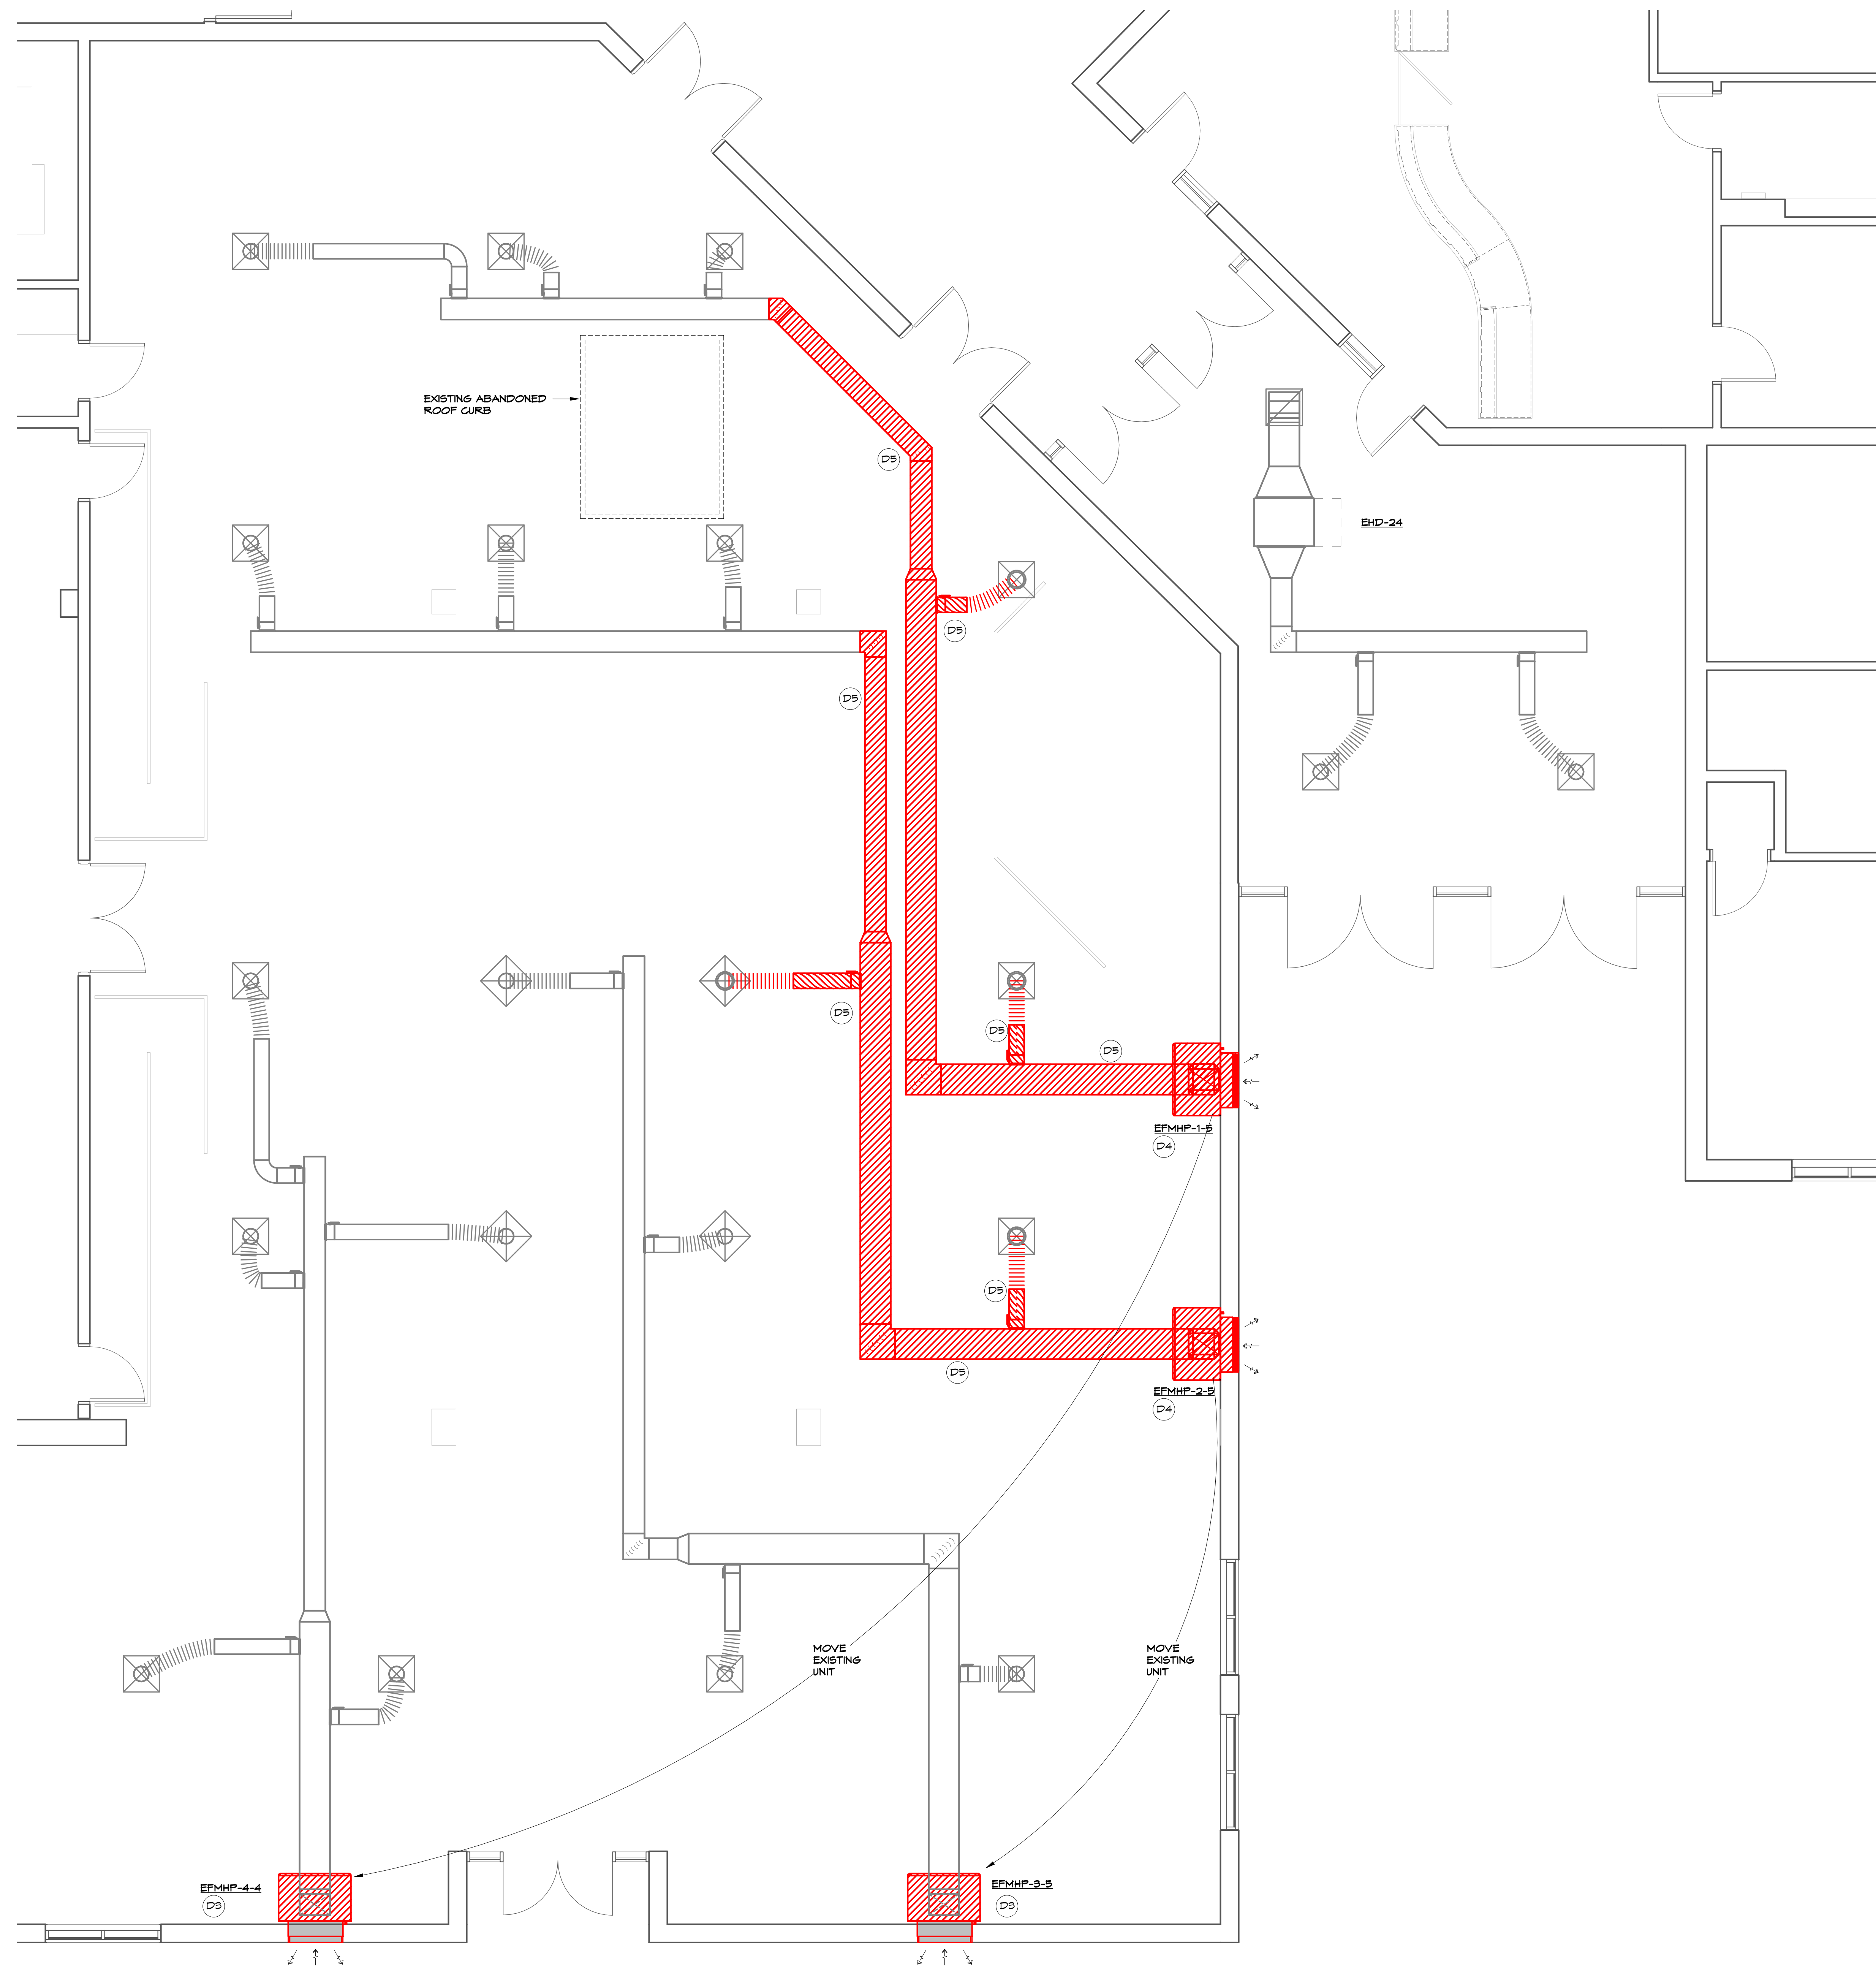 EXISTING ABANDONED
ROOF CURB
D5
EHD-24
D5
D5
D5
D5
D5
EFMHP-1-5
D4
D5
D5
EFMHP-2-5
D4
MOVE
EXISTING
UNIT
MOVE
EXISTING
UNIT
EFMHP-4-4
D3
EFMHP-3-5
D3